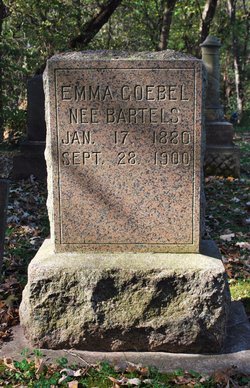 EMMA GOEBEL
NEE BARTELS
JAN. 17. 1880
SEPT. 28. 1900